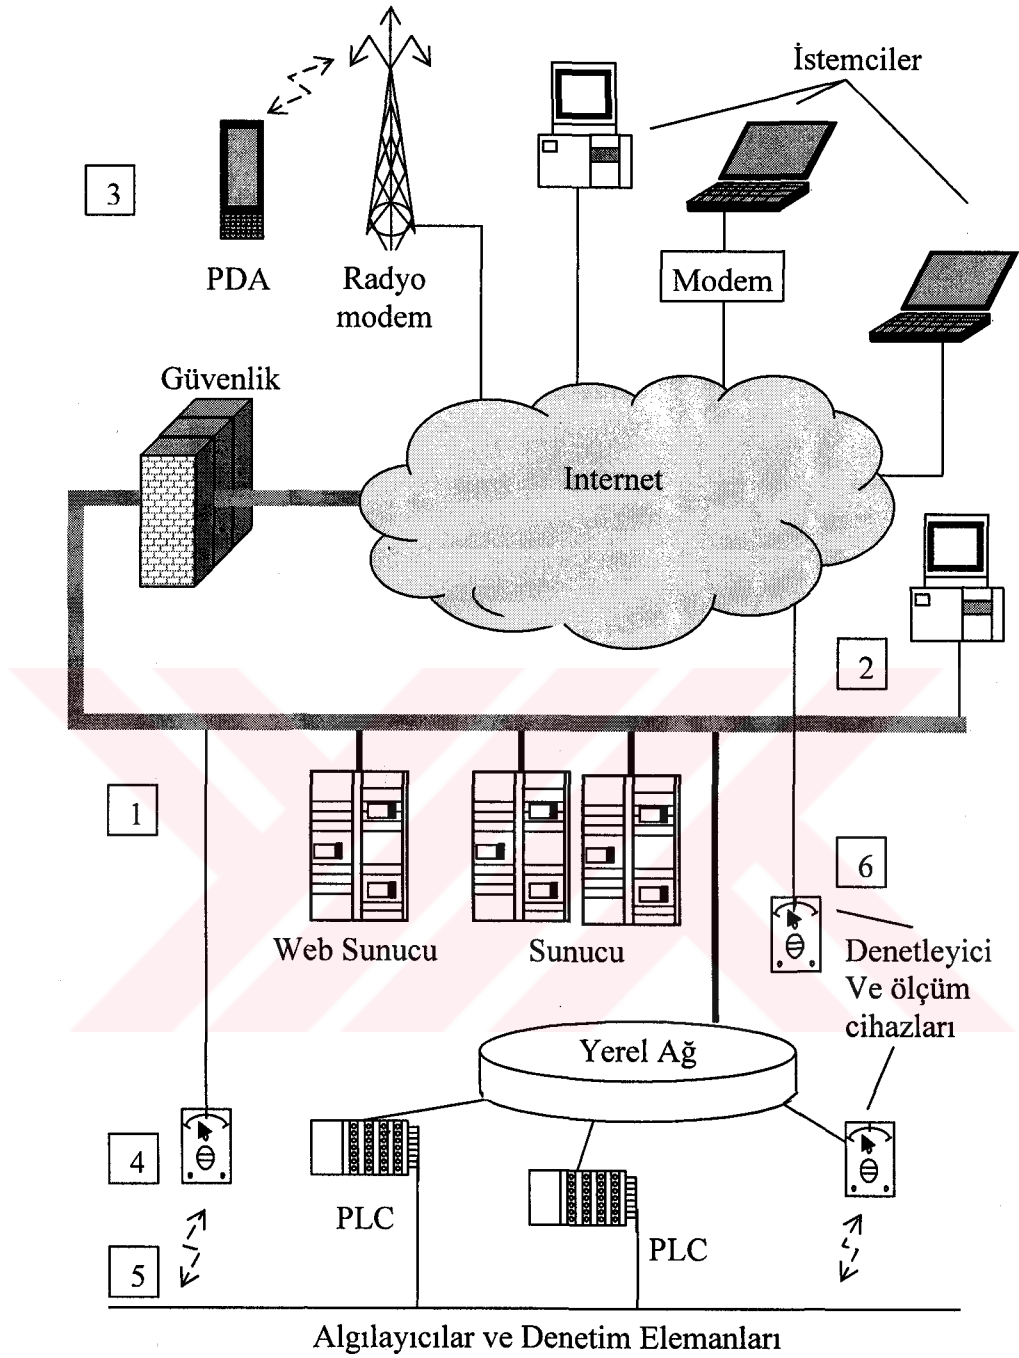 İstemciler
3
PDA
Radyo
modem
Modem
Güvenlik
Internet
2
1
6
Web Sunucu
Sunucu
Denetleyici
Ve ölçüm
cihazları
Yerel Ağ
4
PLC
PLC
5
Algılayıcılar ve Denetim Elemanları